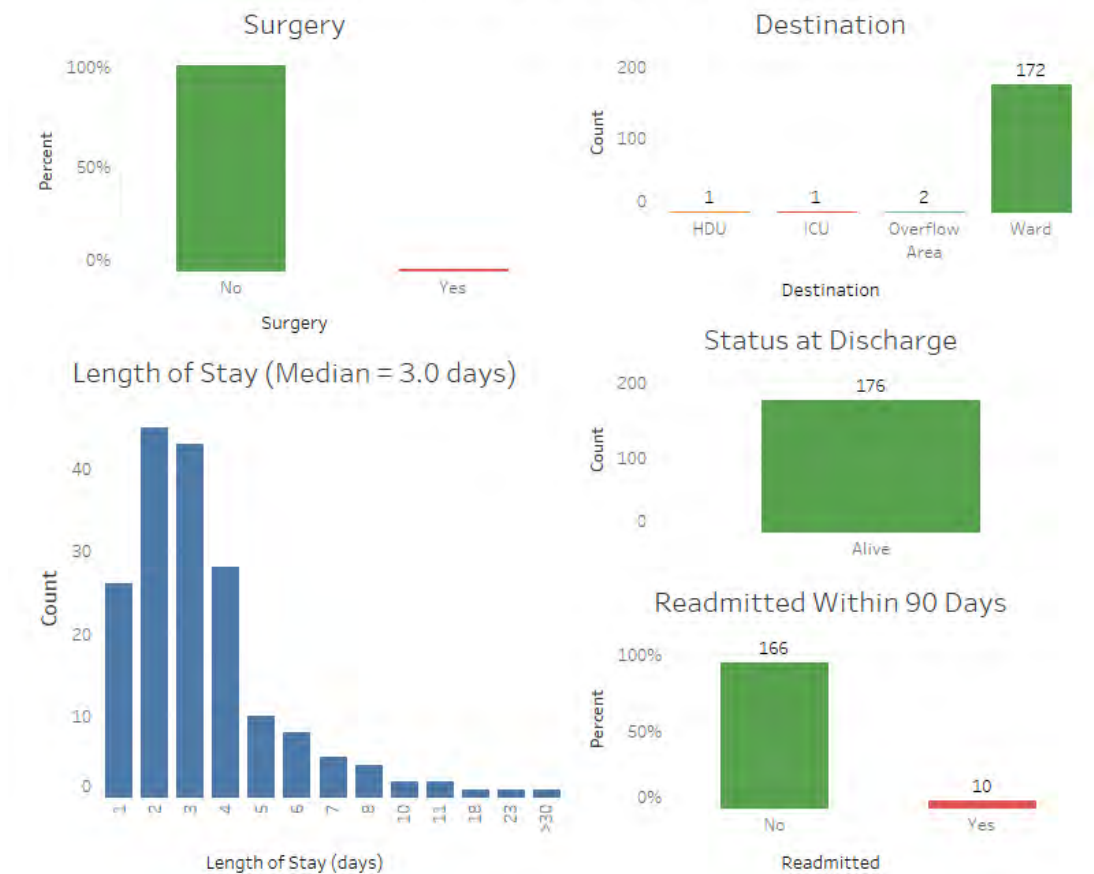 Surgery
100%
50%
0%
Percent
No
Yes
Surgery
Destination
200
100
0
Count
1
1
2
172
HDU
ICU
Overflow
Area
Ward
Destination
Length of Stay (Median = 3.0 days)
40
30
20
10
0
Count
1
2
3
4
5
6
7
8
10
11
18
23
>30
Length of Stay (days)
Status at Discharge
200
100
0
Count
176
Alive
Readmitted Within 90 Days
100%
50%
0%
Percent
166
10
No
Yes
Readmitted